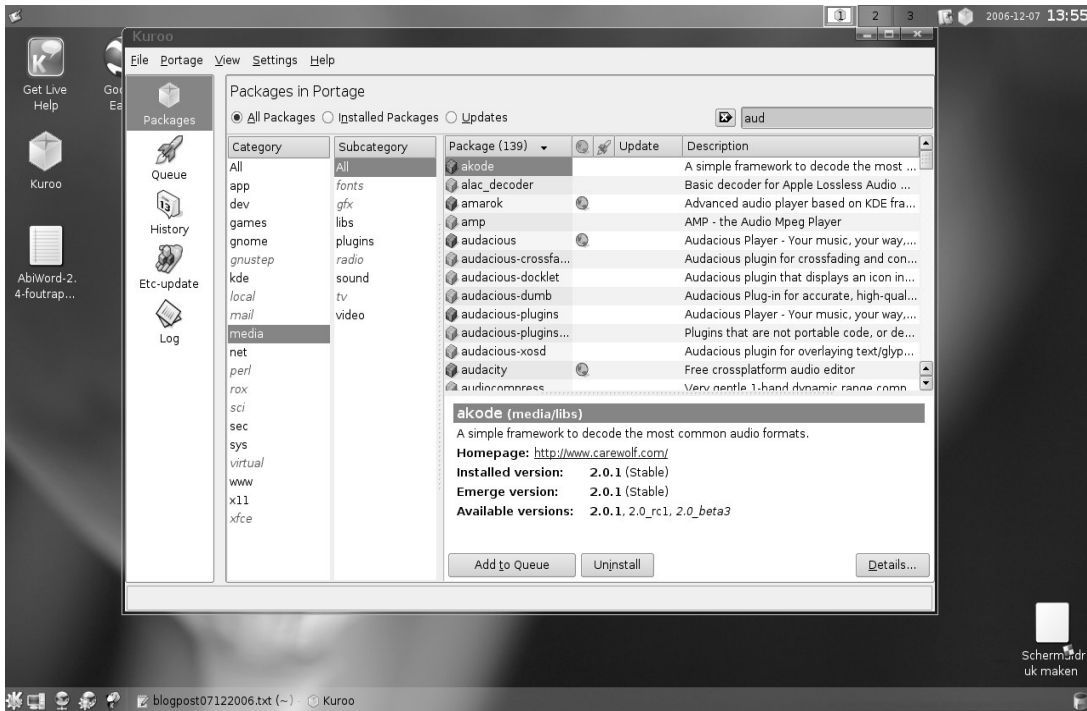 1 2 3 2006-12-07 13:55
Get Live
Help
Kuroo
AbiWord-2.
4-foutrap...
Kuroo
File Portage View Settings Help
Packages
Queue
History
Etc-update
Log
Packages in Portage
All Packages Installed Packages Updates
aud
Category
All
app
dev
games
gnome
gnustep
kde
local
mail
media
net
perl
rox
sci
sec
sys
virtual
www
x11
xfce
Subcategory
All
fonts
gfx
libs
plugins
radio
sound
tv
video
Package (139) Update Description
akode A simple framework to decode the most ...
alac_decoder Basic decoder for Apple Lossless Audio ...
amarok Advanced audio player based on KDE fra...
amp AMP - the Audio Mpeg Player
audacious Audacious Player - Your music, your way,...
audacious-crossfa... Audacious plugin for crossfading and con...
audacious-docklet Audacious plugin that displays an icon in...
audacious-dumb Audacious Plug-in for accurate, high-qual...
audacious-plugins Audacious Player - Your music, your way,...
audacious-plugins... Plugins that are not portable code, or de...
audacious-xosd Audacious plugin for overlaying text/glyp...
audacity Free crossplatform audio editor
audiocompress Very gentle 1-band dynamic range comp
akode (media/libs)
A simple framework to decode the most common audio formats.
Homepage: http://www.carewolf.com/
Installed version: 2.0.1 (Stable)
Emerge version: 2.0.1 (Stable)
Available versions: 2.0.1, 2.0_rc1, 2.0_beta3
Add to Queue Uninstall Details...
uk maken
blogpost07122006.txt (~) Kuroo